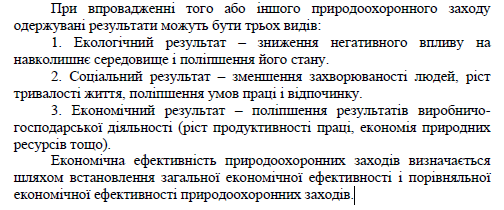 При впровадженні того або іншого природоохоронного заходу
одержувані результати можуть бути трьох видів:
1. Екологічний результат – зниження негативного впливу на
навколишнє середовище і поліпшення його стану.
2. Соціальний результат – зменшення захворюваності людей, ріст
тривалості життя, поліпшення умов праці і відпочинку.
3. Економічний результат – поліпшення результатів виробничо-
господарської діяльності (ріст продуктивності праці, економія природних
ресурсів тощо).
Економічна ефективність природоохоронних заходів визначається
шляхом встановлення загальної економічної ефективності і порівняльної
економічної ефективності природоохоронних заходів.